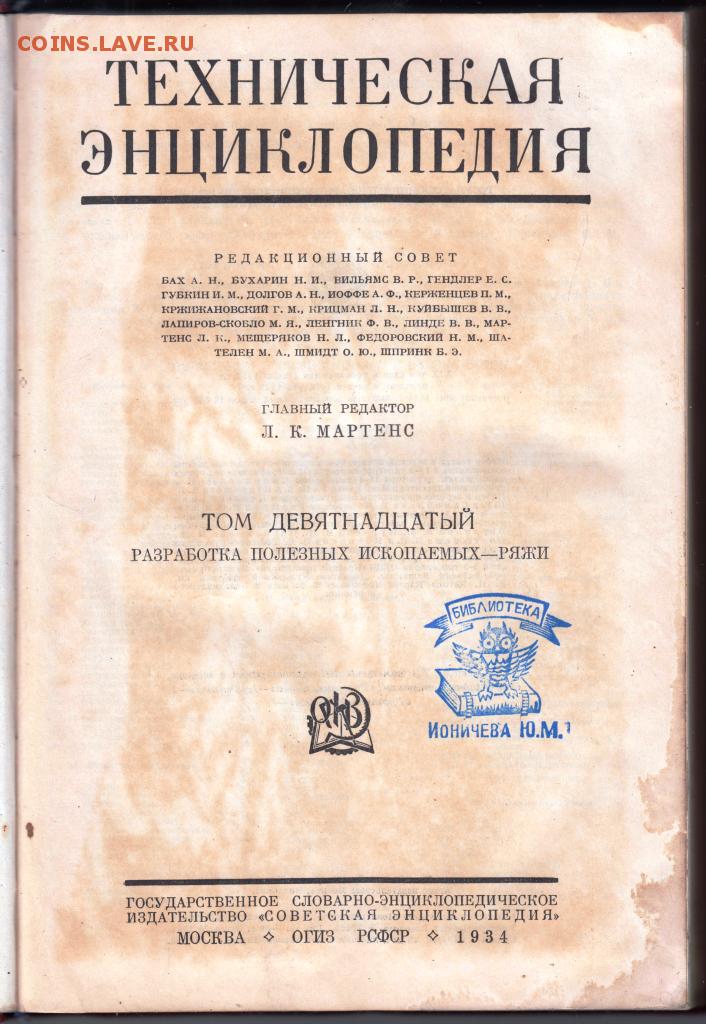 COINS.LAVE.RU
ТЕХНИЧЕСКАЯ
ЭНЦИКЛОПЕДИЯ
РЕДАКЦИОННЫЙ СОВЕТ
БАХ А. Н., БУХАРИН Н. И., ВИЛЬЯМС В. Р., ГЕНДЛЕР Е. С.
ГУБКИН И. М., ДОЛГОВ А. Н., ИОФФЕ А. Ф., КЕРЖЕНЦЕВ П. М.,
КРЖИЖАНОВСКИЙ Г. М., КРИЦМАН Л. Н., КУЙБЫШЕВ В. В.,
ЛАПИРОВ-СКОБЛО М. Я., ЛЕНГНИК Ф. В., ЛИНДЕ В. В., МАР-
ТЕНС Л. К., МЕЩЕРЯКОВ Н. Л., ФЕДОРОВСКИЙ Н. М., ША-
ТЕЛЕН М. А., ШМИДТ О. Ю., ШПРИНК Б. Э.
ГЛАВНЫЙ РЕДАКТОР
Л. К. МАРТЕНС
ТОМ ДЕВЯТНАДЦАТЫЙ
РАЗРАБОТКА ПОЛЕЗНЫХ ИСКОПАЕМЫХ—РЯЖИ
БИБЛИОТЕКА
ИОНИЧЕВА Ю.М.
ГОСУДАРСТВЕННОЕ СЛОВАРНО-ЭНЦИКЛОПЕДИЧЕСКОЕ
ИЗДАТЕЛЬСТВО «СОВЕТСКАЯ ЭНЦИКЛОПЕДИЯ»
МОСКВА ✧ ОГИЗ РСФСР ✧ 1934